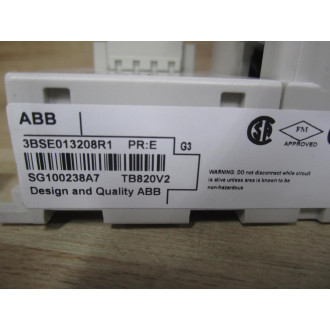 ABB
3BSE013208R1 PR:E G3
SG100238A7 TB820V2
Design and Quality ABB
FM
APPROVED
WARNING: Do not disconnect while circuit
is alive unless area is known to be
non-hazardous